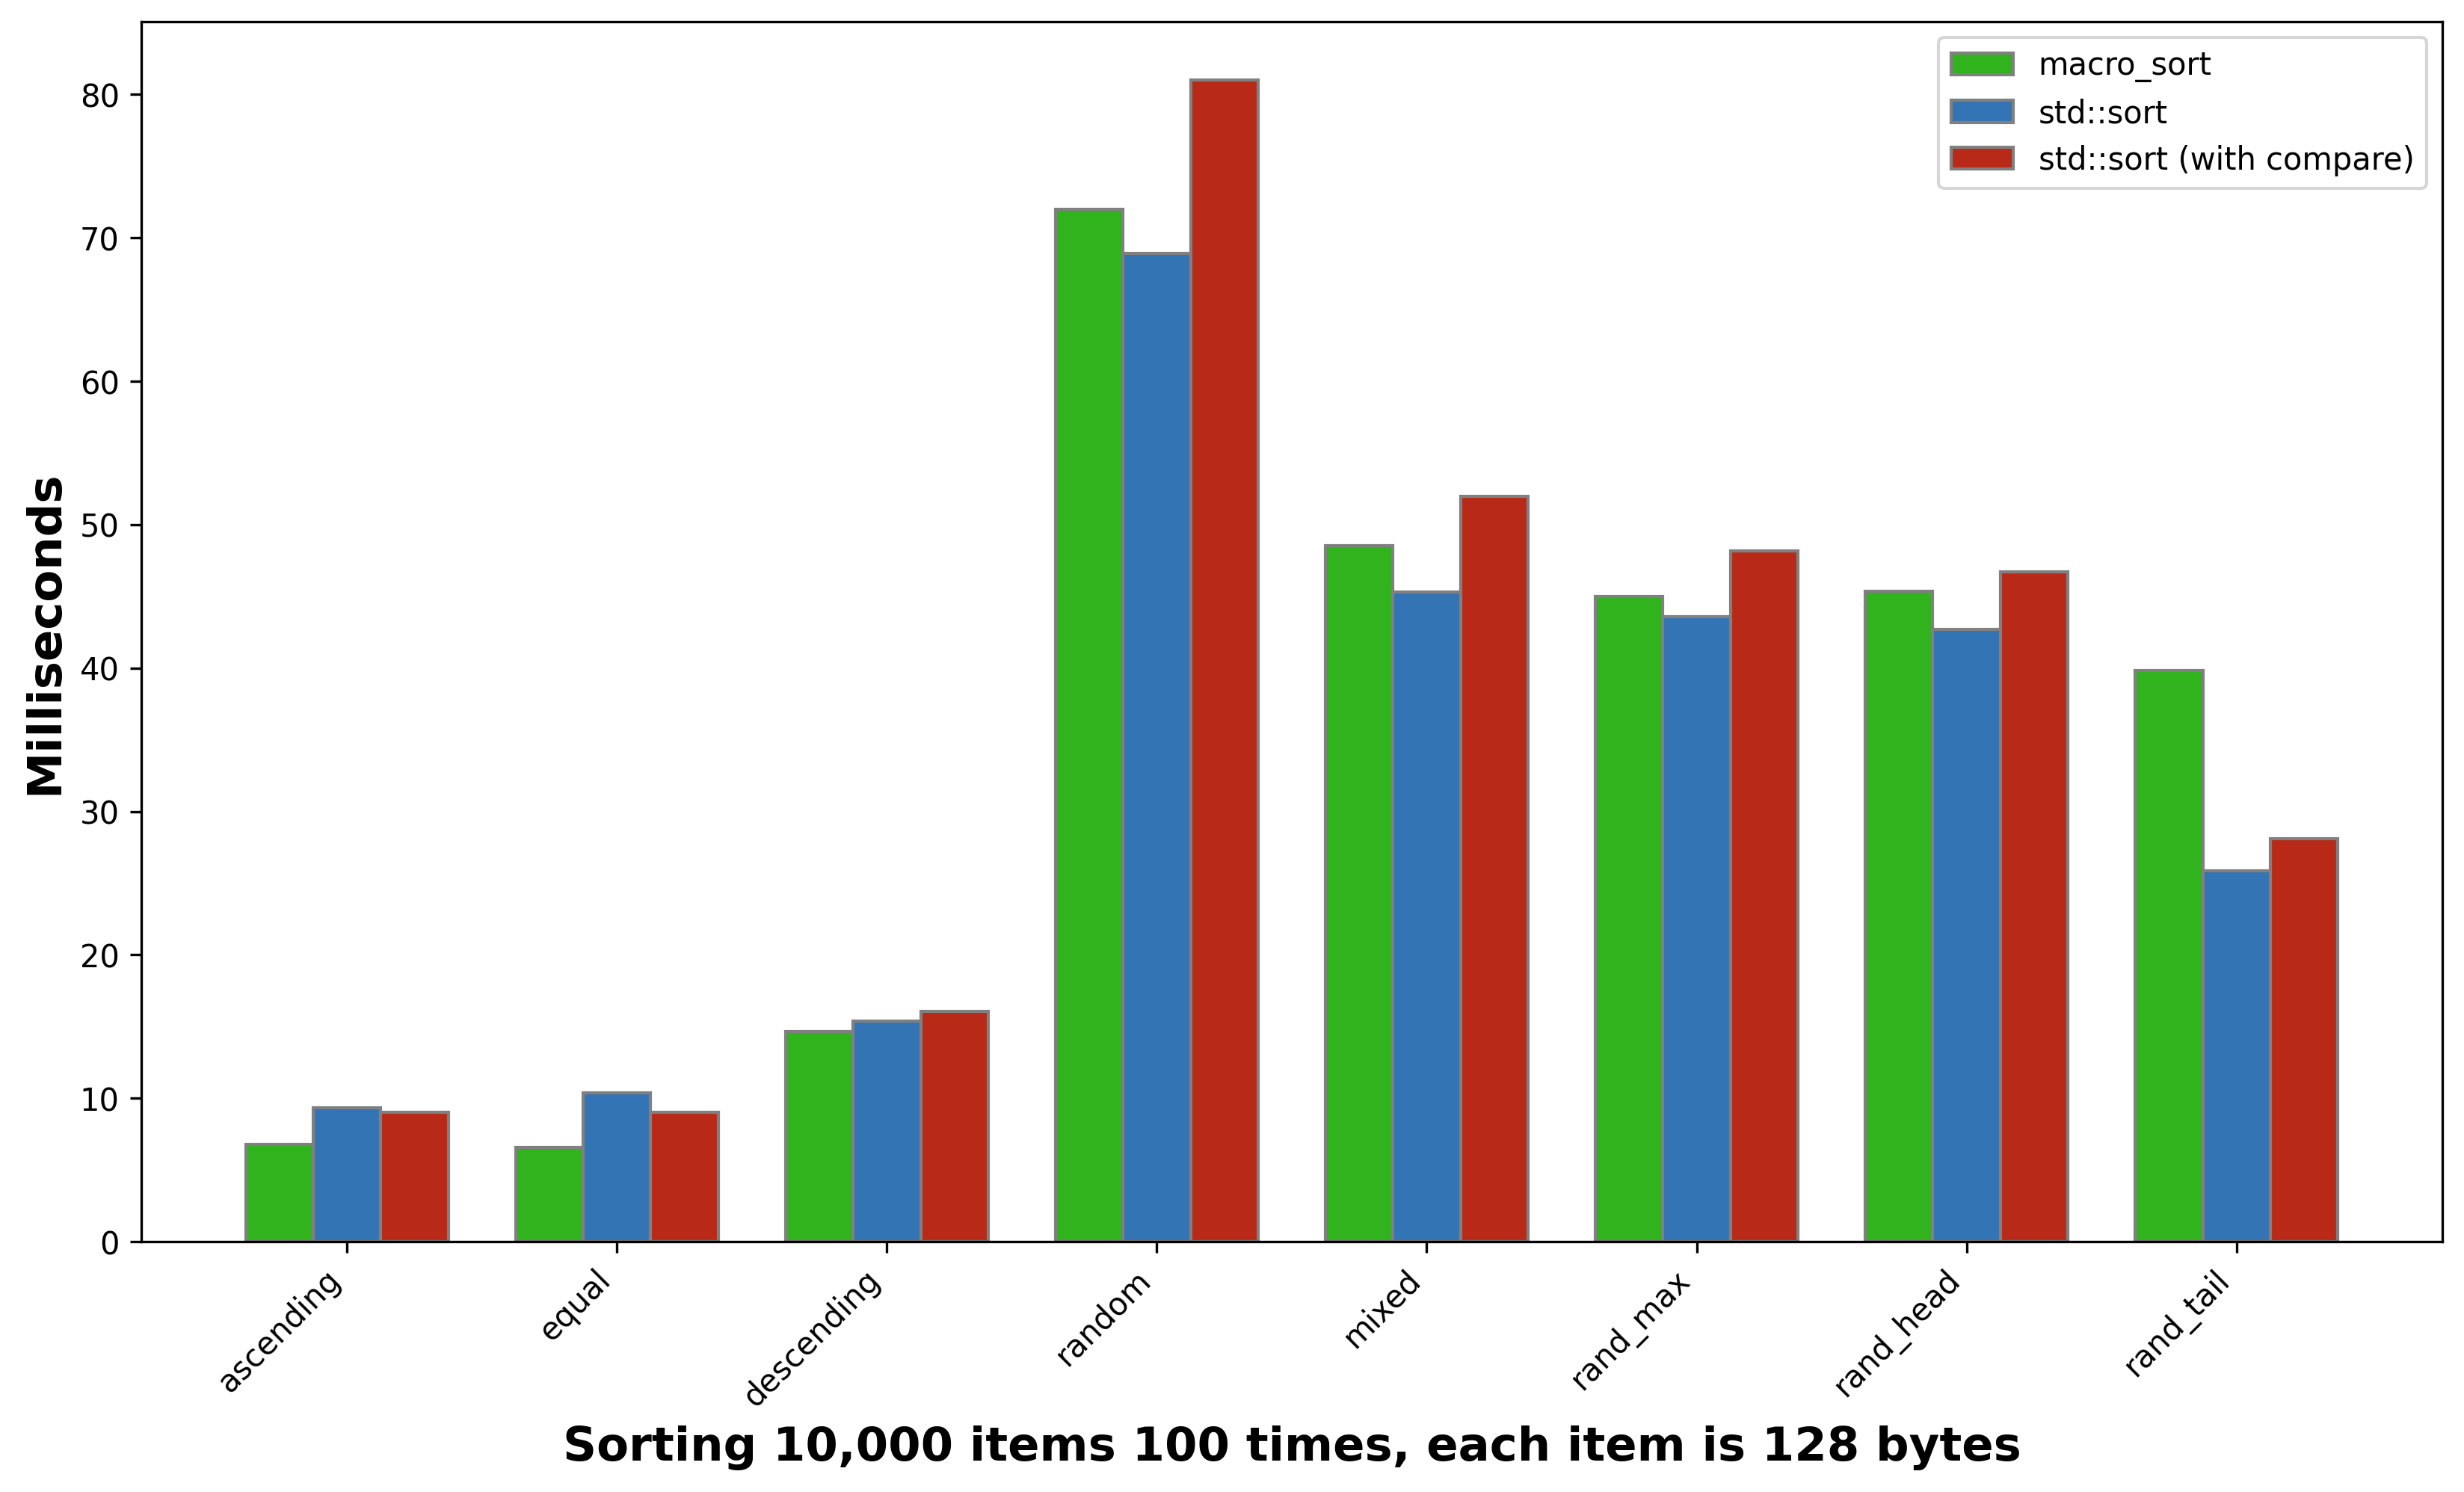 macro_sort
std::sort
std::sort (with compare)
Milliseconds
80
70
60
50
40
30
20
10
0
ascending
equal
descending
random
mixed
rand_max
rand_head
rand_tail
Sorting 10,000 items 100 times, each item is 128 bytes